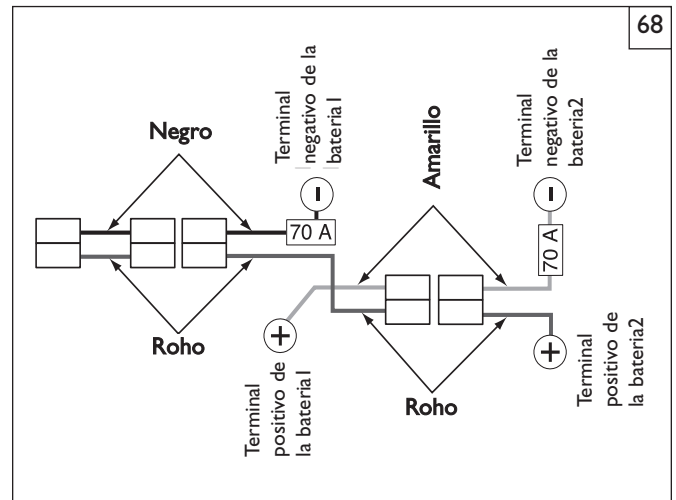 68
Negro
Terminal
negativo de la
bateria1
Amarillo
Terminal
negativo de la
bateria2
-
-
70 A
70 A
Roho
+
Terminal
positivo de
la bateria1
Roho
+
Terminal
positivo de
la bateria2